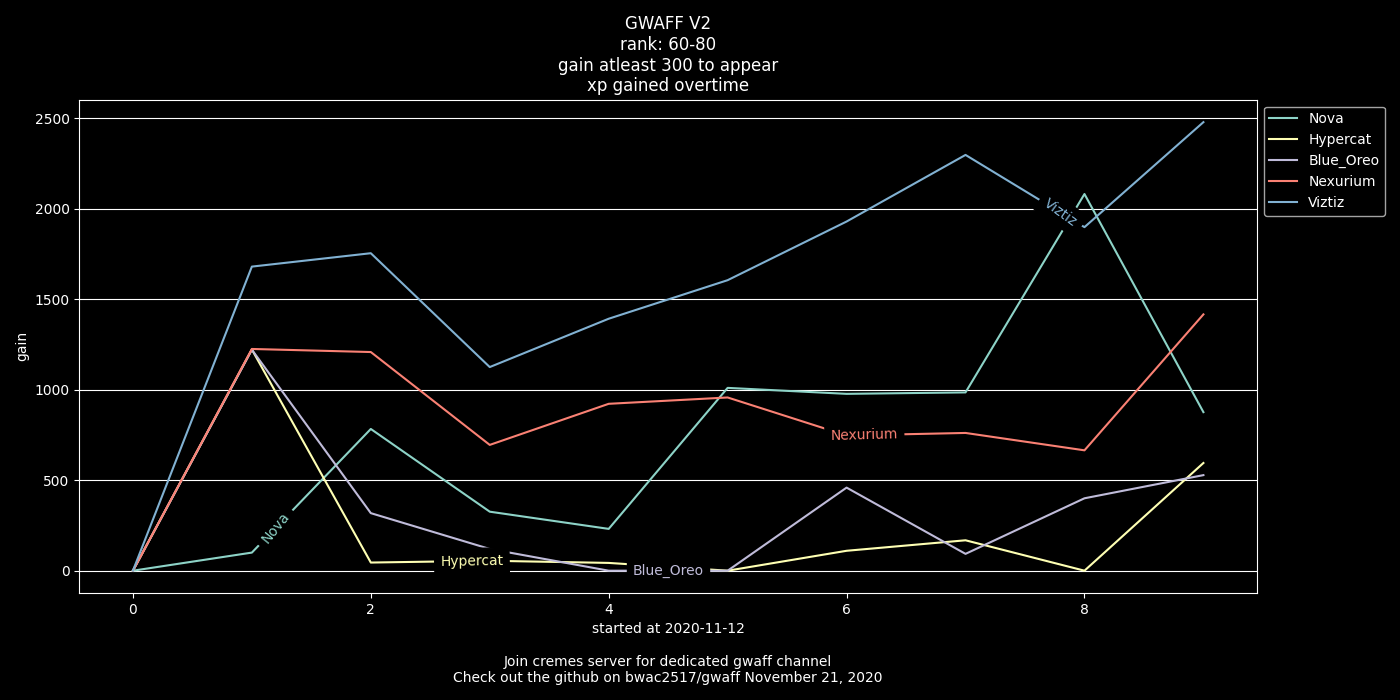 GWAFF V2
rank: 60-80
gain atleast 300 to appear
xp gained overtime
2500
2000
1500
1000
500
0
gain
Nova
Hypercat
Blue_Oreo
Nexurium
Viztiz
Nova
Hypercat
Blue_Oreo
Nexurium
Viztiz
0
2
4
6
8
started at 2020-11-12
Join cremes server for dedicated gwaff channel
Check out the github on bwac2517/gwaff November 21, 2020